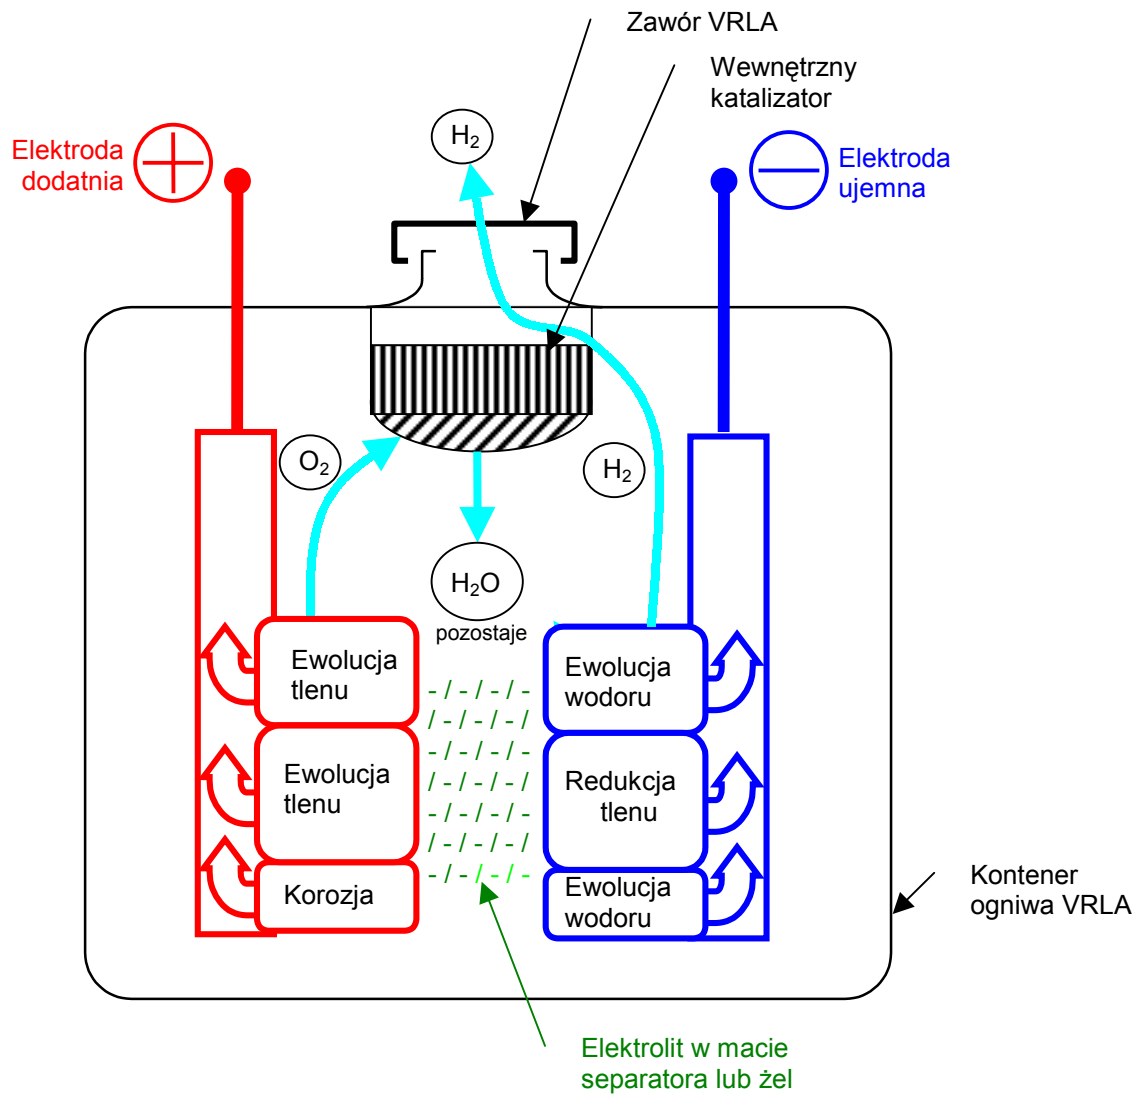 Zawór VRLA
Wewnętrzny
katalizator
H₂
Elektroda
dodatnia
Elektroda
ujemna
O₂
H₂
H₂O
pozostaje
Ewolucja
tlenu
Ewolucja
wodoru
- / - / - / -
/ - / - / - /
- / - / - / -
/ - / - / - /
- / - / - / -
/ - / - / - /
- / - / - / -
Ewolucja
tlenu
Redukcja
tlenu
Korozja
Ewolucja
wodoru
Kontener
ogniwa VRLA
Elektrolit w macie
separatora lub żel